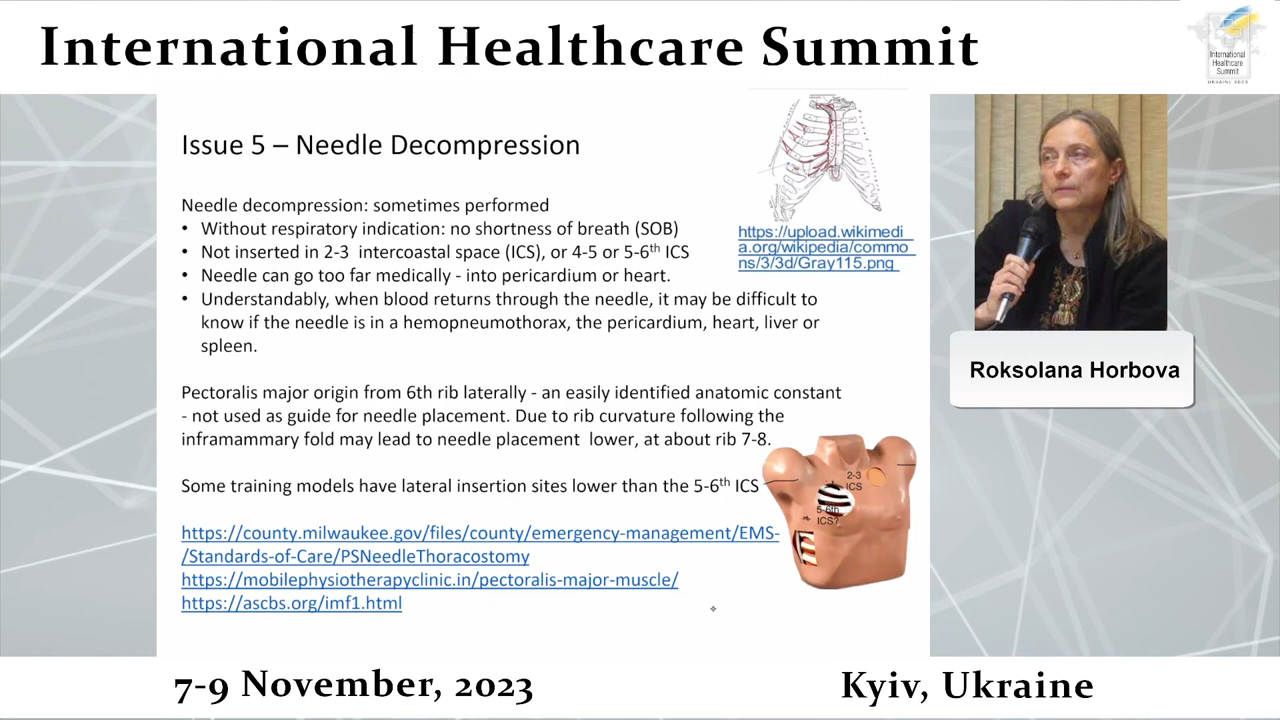 International Healthcare Summit
International
Healthcare
Summit
UKRAINE 2023
Issue 5 – Needle Decompression
Needle decompression: sometimes performed
• Without respiratory indication: no shortness of breath (SOB)
• Not inserted in 2-3 intercoastal space (ICS), or 4-5 or 5-6th ICS
• Needle can go too far medically - into pericardium or heart.
• Understandably, when blood returns through the needle, it may be difficult to
know if the needle is in a hemopneumothorax, the pericardium, heart, liver or
spleen.
https://upload.wikimedi
a.org/wikipedia/commo
ns/3/3d/Gray115.png
Pectoralis major origin from 6th rib laterally - an easily identified anatomic constant
- not used as guide for needle placement. Due to rib curvature following the
inframammary fold may lead to needle placement lower, at about rib 7-8.
Some training models have lateral insertion sites lower than the 5-6th ICS
2-3
ICS
5-6th
ICS?
https://county.milwaukee.gov/files/county/emergency-management/EMS-
/Standards-of-Care/PSNeedleThoracostomy
https://mobilephysiotherapyclinic.in/pectoralis-major-muscle/
https://ascbs.org/imf1.html
Roksolana Horbova
7-9 November, 2023
Kyiv, Ukraine